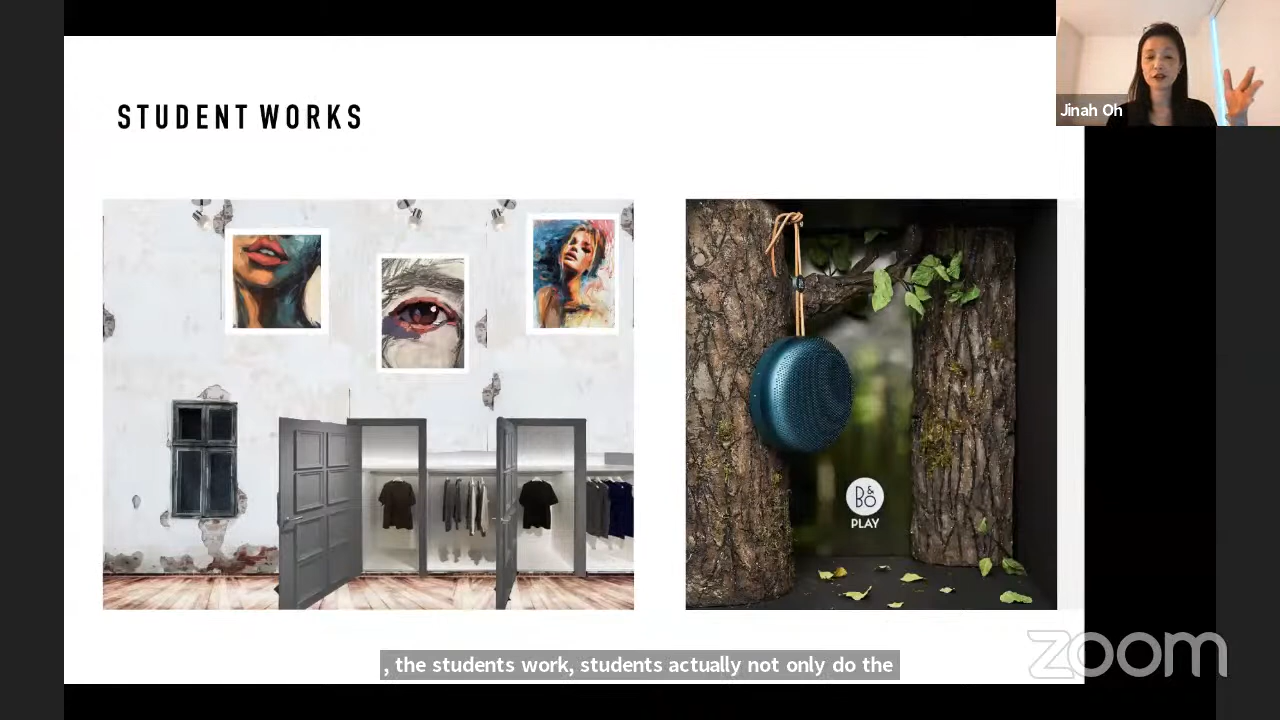 STUDENT WORKS
Jinah Oh
B&O
PLAY
, the students work, students actually not only do the
zoom